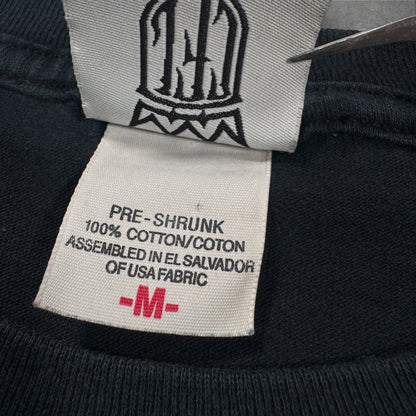 PRE-SHRUNK
100% COTTON/COTON
ASSEMBLED IN EL SALVADOR
OF USA FABRIC
-M-